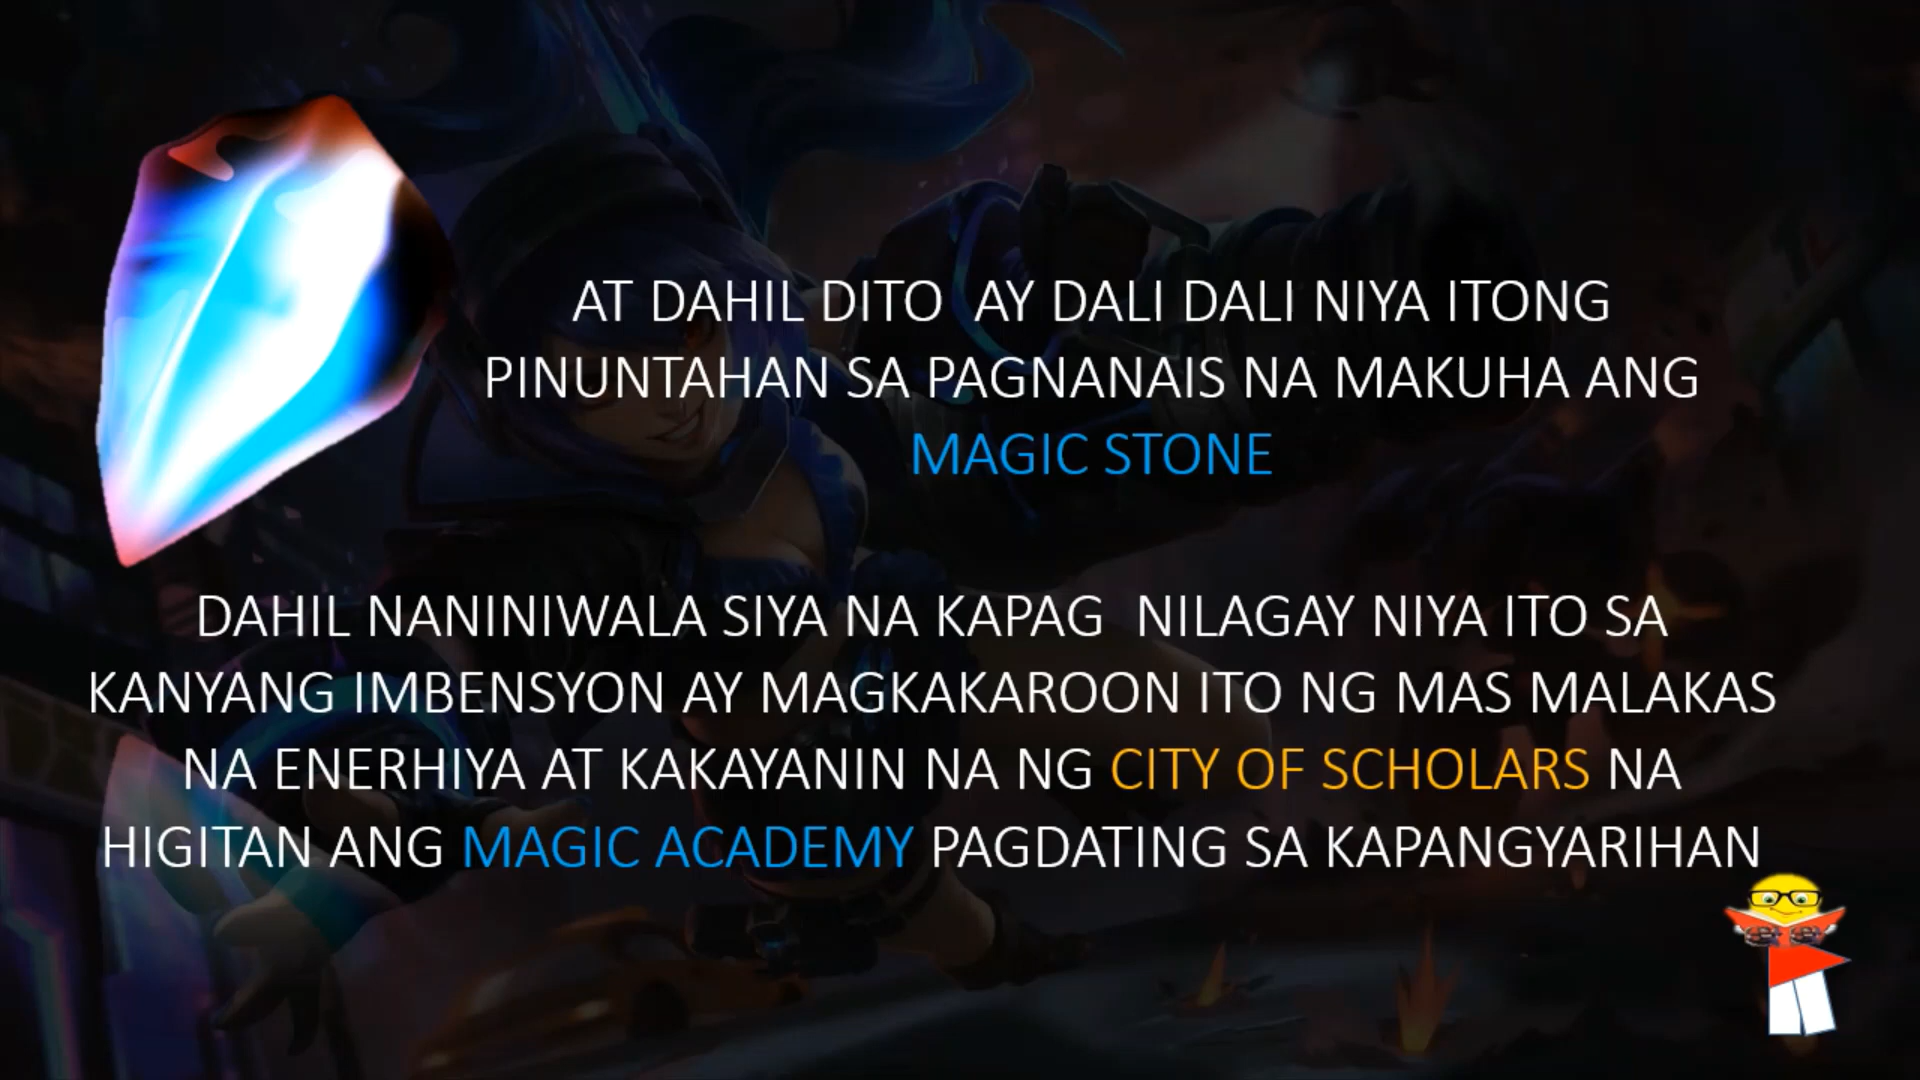 AT DAHIL DITO  AY DALI DALI NIYA ITONG
PINUNTAHAN SA PAGNANAIS NA MAKUHA ANG
MAGIC STONE
DAHIL NANINIWALA SIYA NA KAPAG  NILAGAY NIYA ITO SA
KANYANG IMBENSYON AY MAGKAKAROON ITO NG MAS MALAKAS
NA ENERHIYA AT KAKAYANIN NA NG CITY OF SCHOLARS NA
HIGITAN ANG MAGIC ACADEMY PAGDATING SA KAPANGYARIHAN